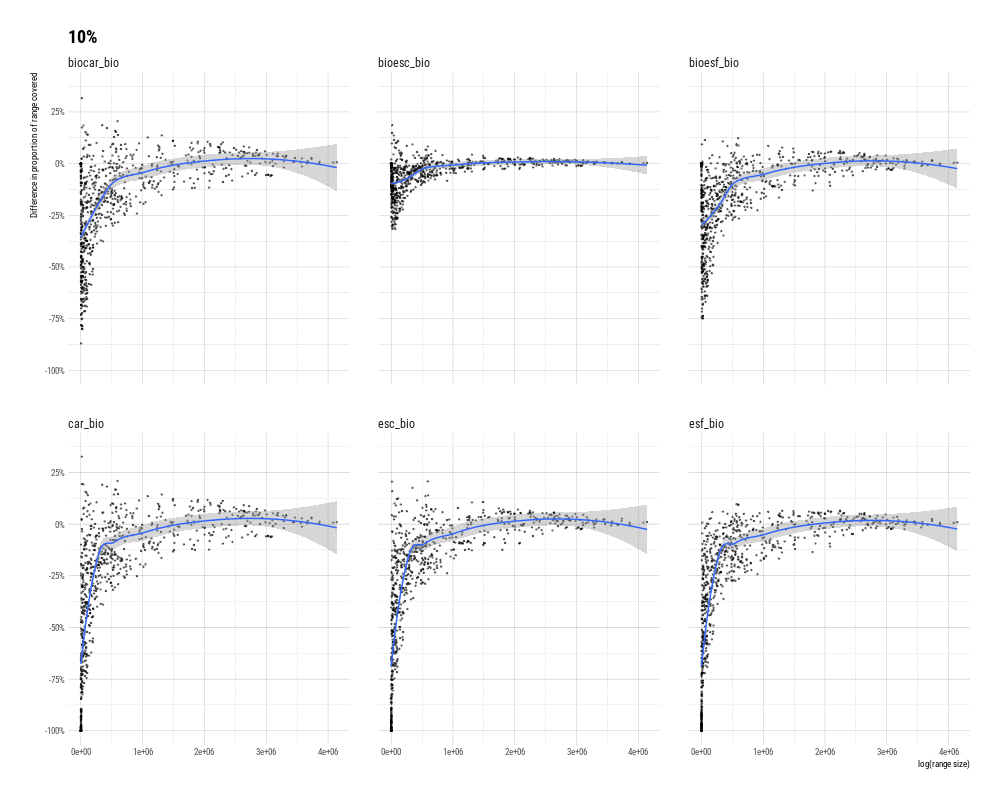 10%
biocar_bio
bioesc_bio
bioesf_bio
Difference in proportion of range covered
25%
0%
-25%
-50%
-75%
-100%
car_bio
esc_bio
esf_bio
25%
0%
-25%
-50%
-75%
-100%
0e+00 1e+06 2e+06 3e+06 4e+06
0e+00 1e+06 2e+06 3e+06 4e+06
0e+00 1e+06 2e+06 3e+06 4e+06
log(range size)